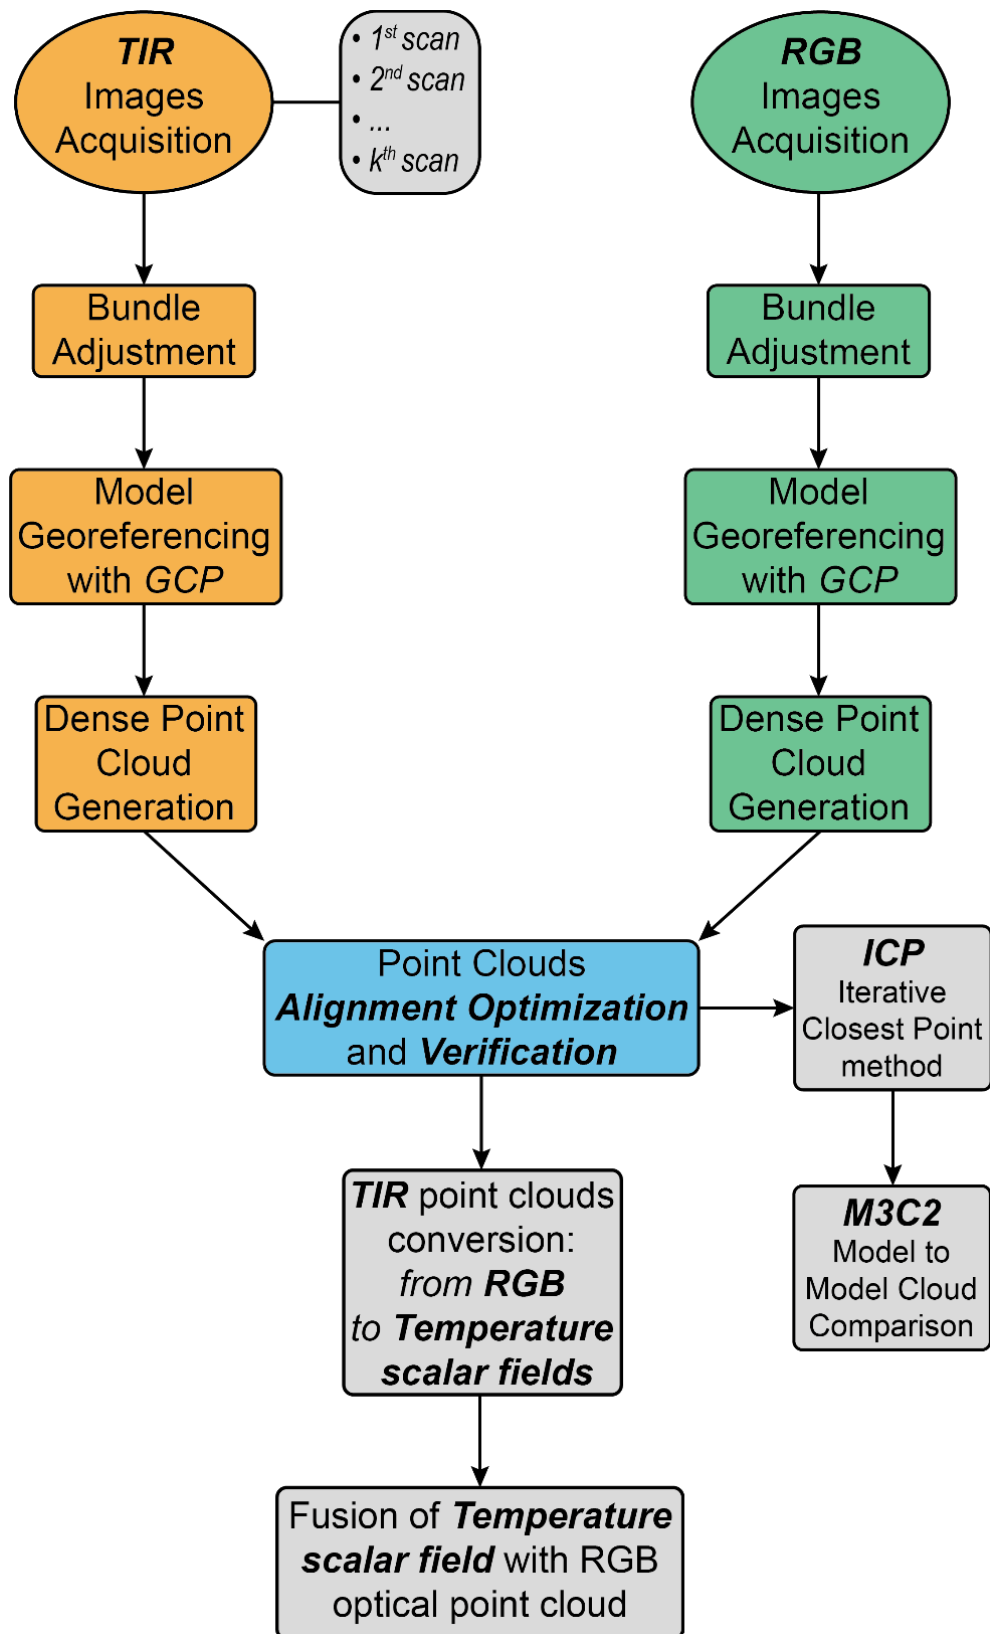 TIR
Images
Acquisition
• 1st scan
• 2nd scan
• ...
• kth scan
RGB
Images
Acquisition
Bundle
Adjustment
Bundle
Adjustment
Model
Georeferencing
with GCP
Model
Georeferencing
with GCP
Dense Point
Cloud
Generation
Dense Point
Cloud
Generation
Point Clouds
Alignment Optimization
and Verification
ICP
Iterative
Closest Point
method
TIR point clouds
conversion:
from RGB
to Temperature
scalar fields
M3C2
Model to
Model Cloud
Comparison
Fusion of Temperature
scalar field with RGB
optical point cloud